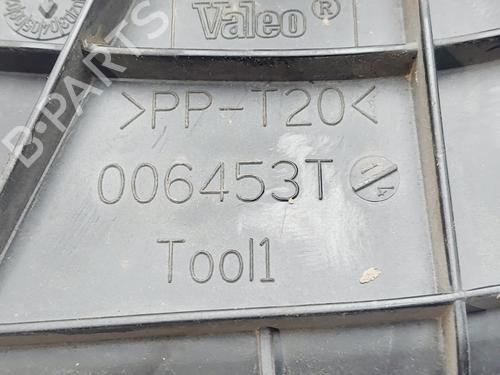 Valeo®
>PP-T20<
006453T
Tool1
B-PARTS